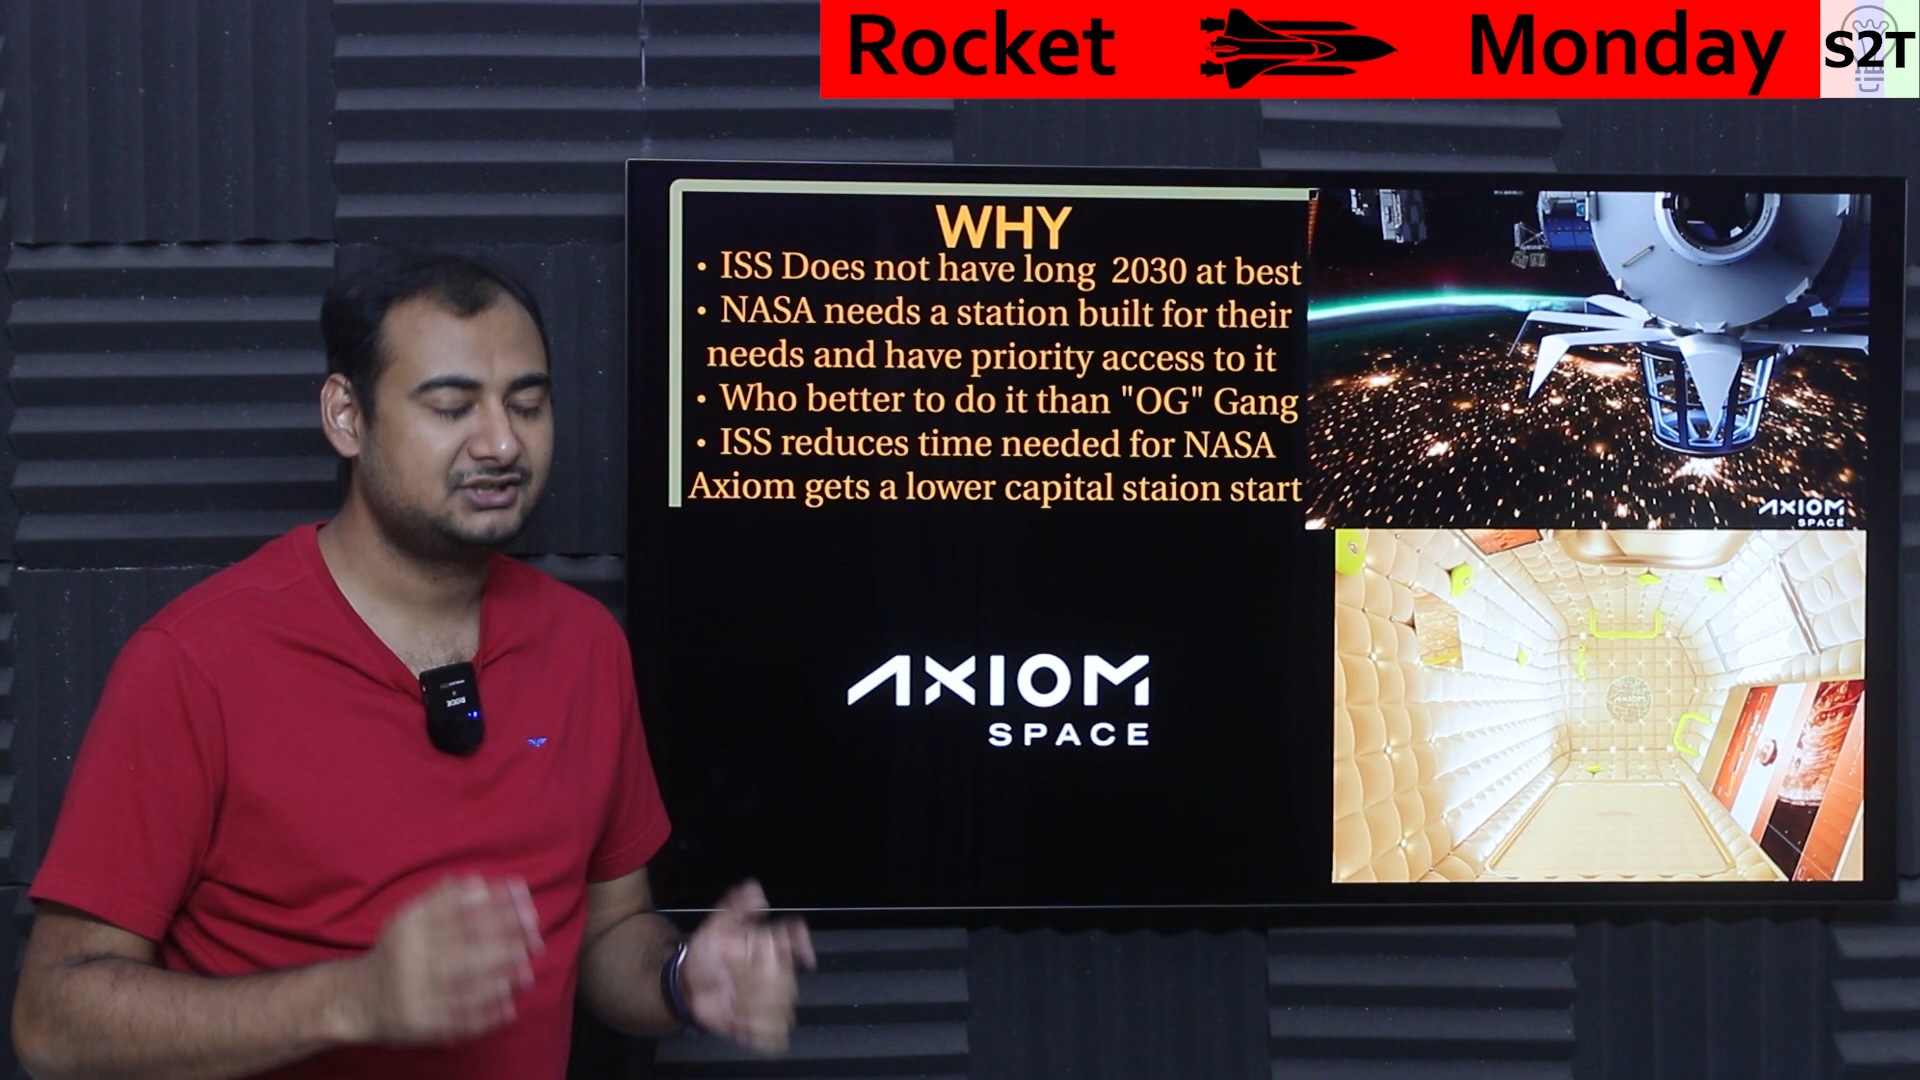 Rocket Monday S2T
WHY
• ISS Does not have long 2030 at best
• NASA needs a station built for their
needs and have priority access to it
• Who better to do it than "OG" Gang
• ISS reduces time needed for NASA
Axiom gets a lower capital staion start
AXIOM
SPACE
AXIOM
SPACE
AXIOM
RODE